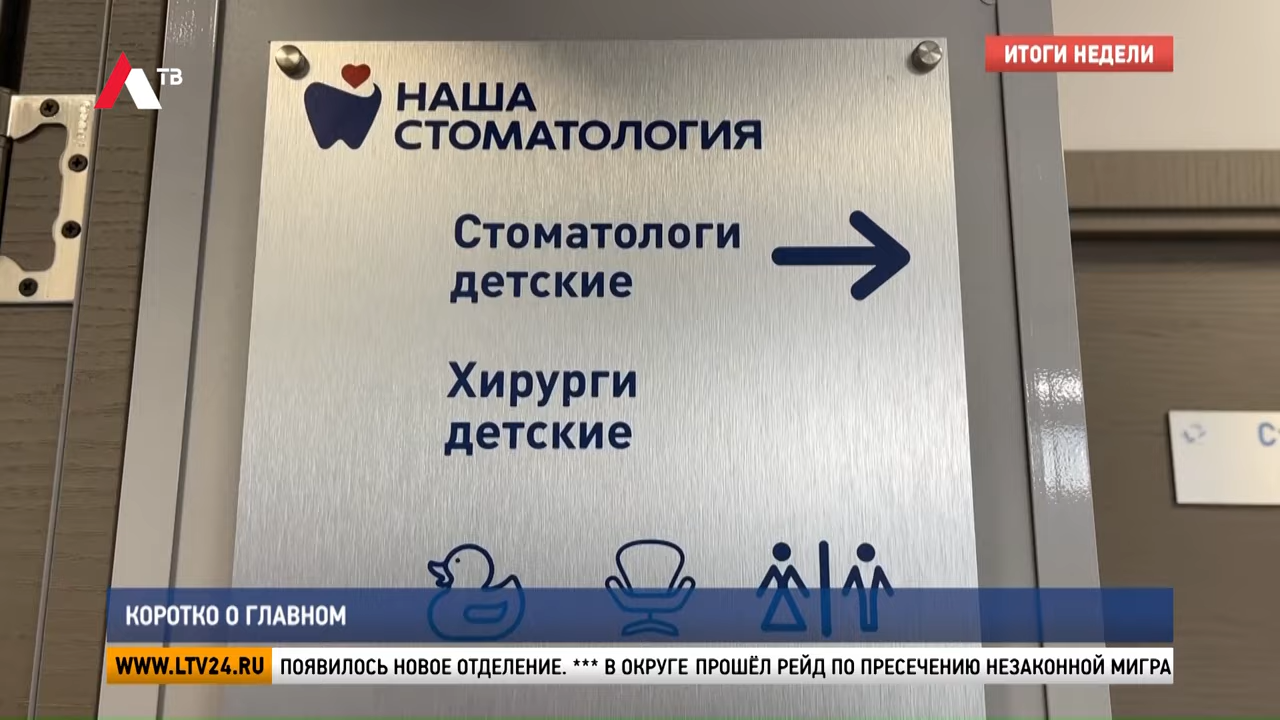 ТВ
ИТОГИ НЕДЕЛИ
НАША
СТОМАТОЛОГИЯ
Стоматологи
детские
Хирурги
детские
КОРОТКО О ГЛАВНОМ
WWW.LTV24.RU
ПОЯВИЛОСЬ НОВОЕ ОТДЕЛЕНИЕ. *** В ОКРУГЕ ПРОШЁЛ РЕЙД ПО ПРЕСЕЧЕНИЮ НЕЗАКОННОЙ МИГРА